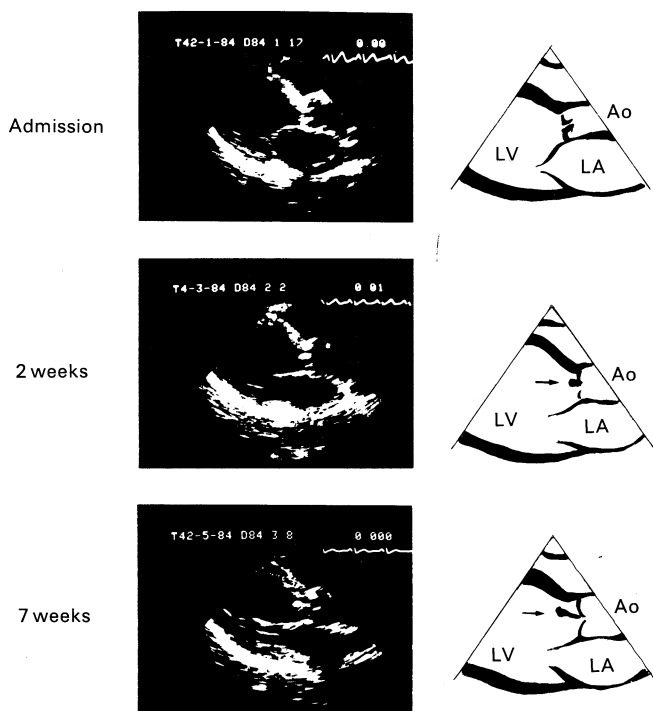 Admission
T42-1-84 D84 1 17 0.00
Ao
LV
LA
2 weeks
T4-3-84 D84 2 2 0 01
Ao
LV
LA
7 weeks
T42-5-84 D84 3 8 0 000
Ao
LV
LA